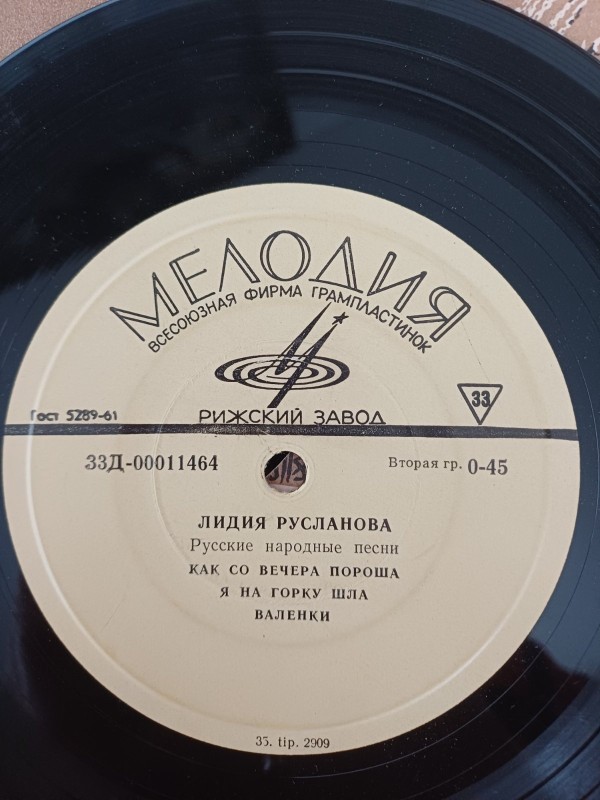 МЕЛОДИЯ
ВСЕСОЮЗНАЯ ФИРМА ГРАМПЛАСТИНОК
33
Гост 5289-61
РИЖСКИЙ ЗАВОД
33Д-00011464
Вторая гр. 0-45
ЛИДИЯ РУСЛАНОВА
Русские народные песни
КАК СО ВЕЧЕРА ПОРОША
Я НА ГОРКУ ШЛА
ВАЛЕНКИ
35. tip. 2909